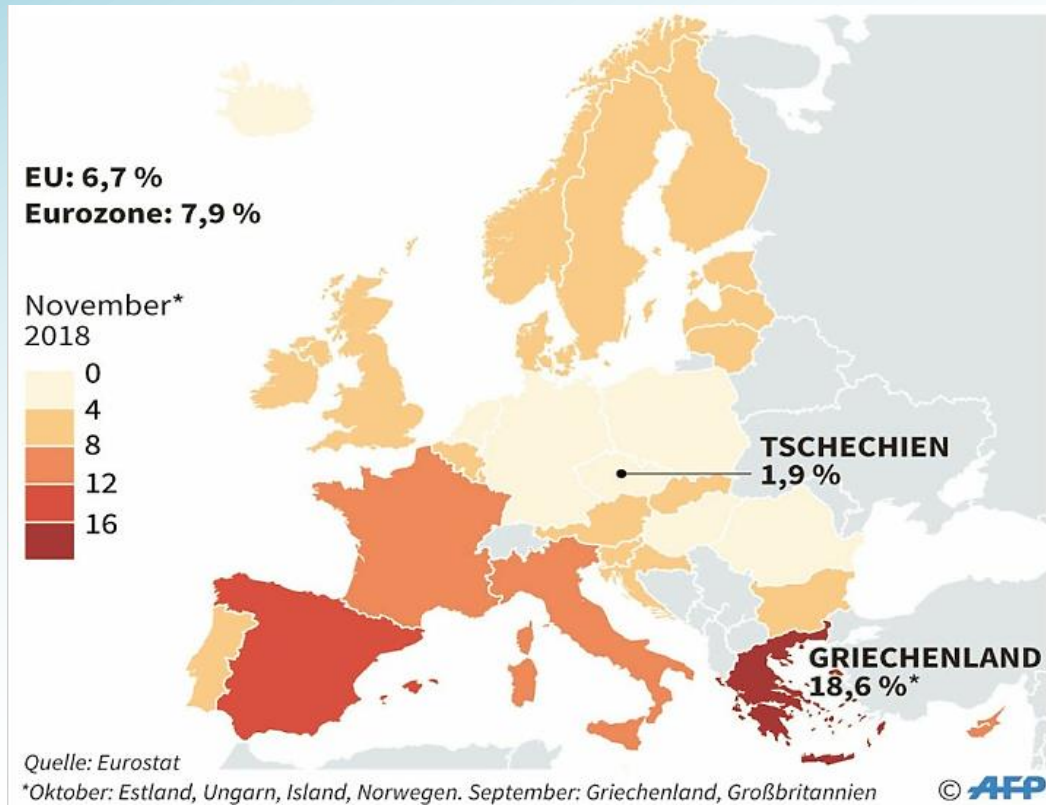 EU: 6,7 %
Eurozone: 7,9 %
November*
2018
0
4
8
12
16
TSCHECHIEN
1,9 %
GRIECHENLAND
18,6 %*
Quelle: Eurostat
*Oktober: Estland, Ungarn, Island, Norwegen. September: Griechenland, Großbritannien
© AFP